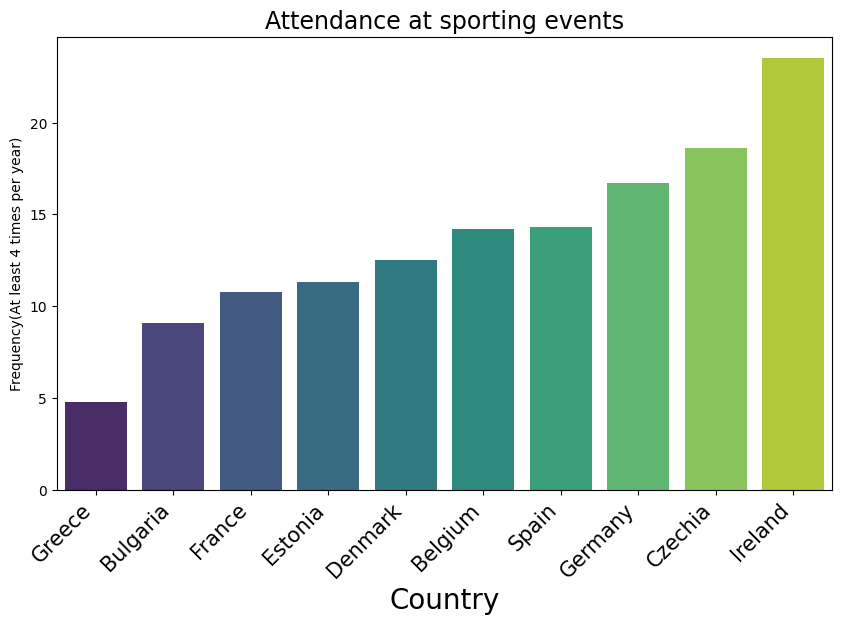 Attendance at sporting events
Frequency(At least 4 times per year)
20
15
10
5
0
Greece
Bulgaria
France
Estonia
Denmark
Belgium
Spain
Germany
Czechia
Ireland
Country